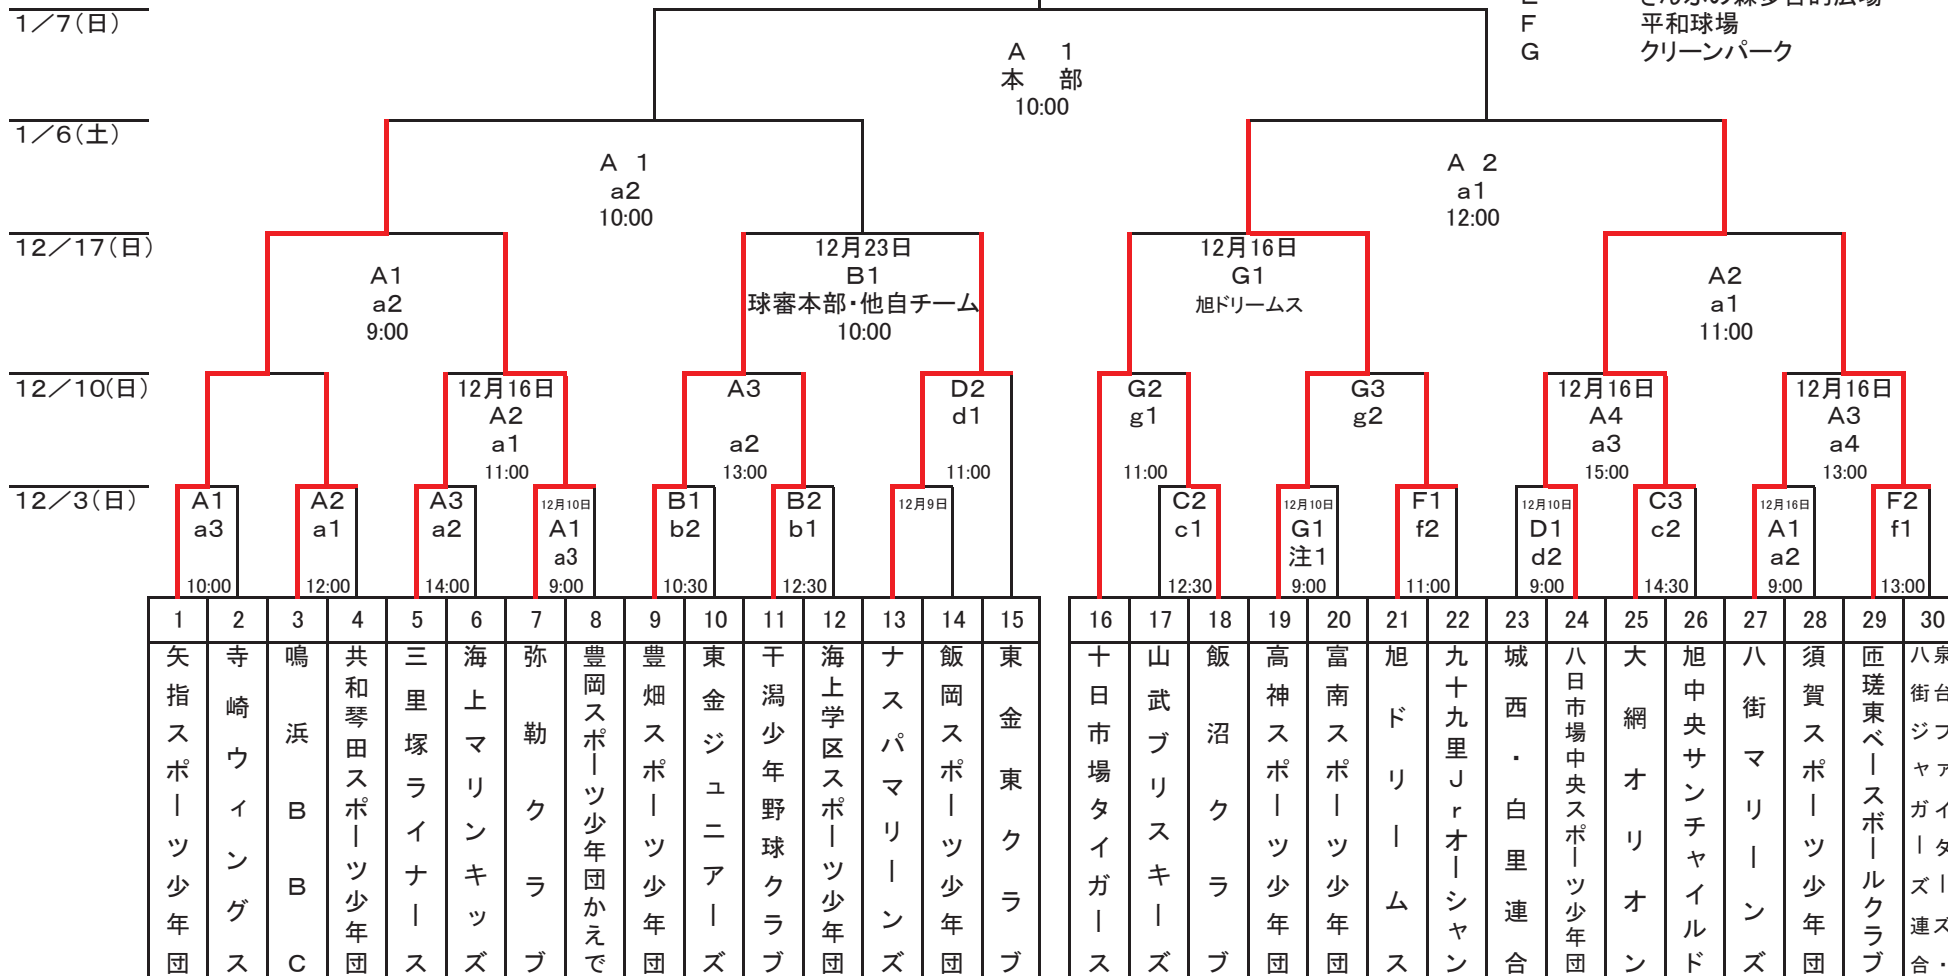 F 平和球場
G クリーンパーク
1／7（日）
A 1
本 部
10:00
1／6（土）
A 1
a2
10:00
A 2
a1
12:00
12／17（日）
A1
a2
9:00
12月23日
B1
球審本部・他自チーム
10:00
12月16日
G1
旭ドリームス
A2
a1
11:00
12／10(日)
12月16日
A2
a1
11:00
A3
a2
13:00
D2
d1
11:00
G2
g1
11:00
G3
g2
12月16日
A4
a3
15:00
12月16日
A3
a4
13:00
12／3（日）
A1
a3
10:00
A2
a1
12:00
A3
a2
14:00
12月10日
A1
a3
9:00
B1
b2
10:30
B2
b1
12:30
12月9日
C2
c1
12:30
12月10日
G1
注1
9:00
F1
f2
11:00
12月10日
D1
d2
9:00
C3
c2
14:30
12月16日
A1
a2
9:00
F2
f1
13:00
1 2 3 4 5 6 7 8 9 10 11 12 13 14 15 16 17 18 19 20 21 22 23 24 25 26 27 28 29 30
矢指スポーツ少年団
寺崎ウィングス
鳴浜BBC
共和琴田スポーツ少年団
三里塚ライナース
海上マリンキッズ
弥勒クラブ
豊岡スポーツ少年団かえで
豊畑スポーツ少年団
東金ジュニアーズ
干潟少年野球クラブ
海上学区スポーツ少年団
ナスパマリーンズ
飯岡スポーツ少年団
東金東クラブ
十日市場タイガース
山武ブリスキーズ
飯沼クラブ
高神スポーツ少年団
富南スポーツ少年団
旭ドリームス
九十九里Jrオーシャン
城西・白里連合
八日市場中央スポーツ少年団
大網オリオン
旭中央サンチャイルド
八街マリーンズ
須賀スポーツ少年団
匝瑳東ベースボールクラブ
泉台ファイターズ・
八街ジャガーズ連合